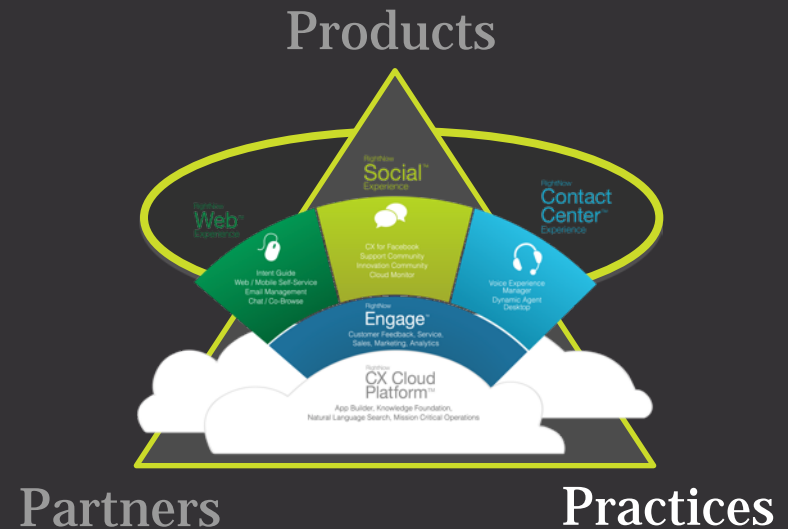 Products
RightNow
Social™
Experience
RightNow
Web™
Experience
RightNow
Contact
Center™
Experience
CX for Facebook
Support Community
Innovation Community
Cloud Monitor
Intent Guide
Web / Mobile Self-Service
Email Management
Chat / Co-Browse
Voice Experience
Manager
Dynamic Agent
Desktop
RightNow
Engage™
Customer Feedback, Service,
Sales, Marketing, Analytics
RightNow
CX Cloud
Platform™
App Builder, Knowledge Foundation,
Natural Language Search, Mission Critical Operations
Partners
Practices